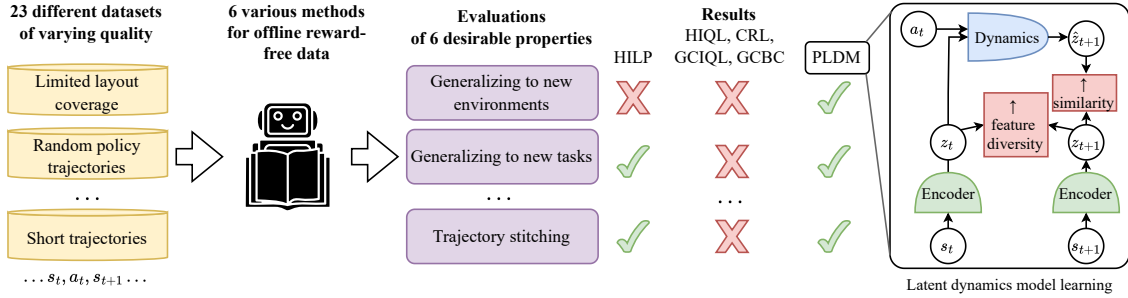 23 different datasets
of varying quality
Limited layout
coverage
Random policy
trajectories
...
Short trajectories
... s_t, a_t, s_{t+1} ...
6 various methods
for offline reward-
free data
Evaluations
of 6 desirable properties
Generalizing to new
environments
Generalizing to new tasks
...
Trajectory stitching
Results
HIQL, CRL,
GCIQL, GCBC
HILP
PLDM
...
a_t
Dynamics
ẑ_{t+1}
↑
similarity
↑
feature
diversity
z_t
z_{t+1}
Encoder
Encoder
s_t
s_{t+1}
Latent dynamics model learning